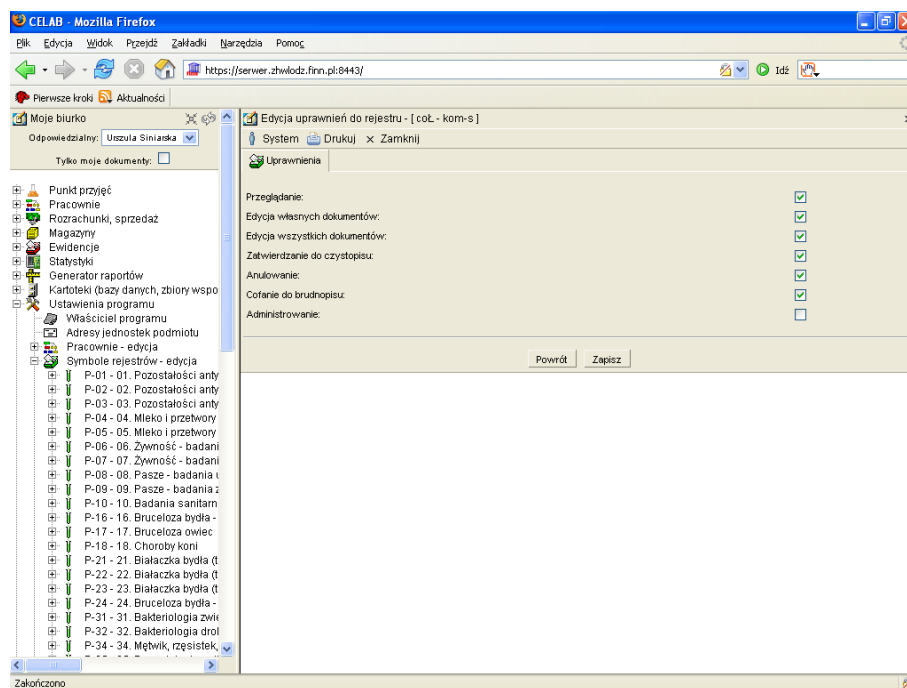 CELAB - Mozilla Firefox
Plik Edycja Widok Przejdź Zakładki Narzędzia Pomoc
https://serwer.zhwlodz.finn.pl:8443/ Idź
Pierwsze kroki Aktualności
Moje biurko
Odpowiedzialny: Urszula Siniarska
Tylko moje dokumenty:
Punkt przyjęć
Pracownie
Rozrachunki, sprzedaż
Magazyny
Ewidencje
Statystyki
Generator raportów
Kartoteki (bazy danych, zbiory wspo
Ustawienia programu
Właściciel programu
Adresy jednostek podmiotu
Pracownie - edycja
Symbole rejestrów - edycja
P-01 - 01. Pozostałości anty
P-02 - 02. Pozostałości anty
P-03 - 03. Pozostałości anty
P-04 - 04. Mleko i przetwory
P-05 - 05. Mleko i przetwory
P-06 - 06. Żywność - badani
P-07 - 07. Żywność - badani
P-08 - 08. Pasze - badania
P-09 - 09. Pasze - badania
P-10 - 10. Badania sanitarn
P-16 - 16. Bruceloza bydła -
P-17 - 17. Bruceloza owiec
P-18 - 18. Choroby koni
P-21 - 21. Białaczka bydła (t
P-22 - 22. Białaczka bydła (t
P-23 - 23. Białaczka bydła (t
P-24 - 24. Bruceloza bydła -
P-31 - 31. Bakteriologia zwie
P-32 - 32. Bakteriologia drol
P-34 - 34. Mętwik, rzęsistek,
Edycja uprawnień do rejestru - [ coŁ - kom-s ]
System Drukuj Zamknij
Uprawnienia
Przeglądanie:
Edycja własnych dokumentów:
Edycja wszystkich dokumentów:
Zatwierdzanie do czystopisu:
Anulowanie:
Cofanie do brudnopisu:
Administrowanie:
Powrót Zapisz
Zakończono